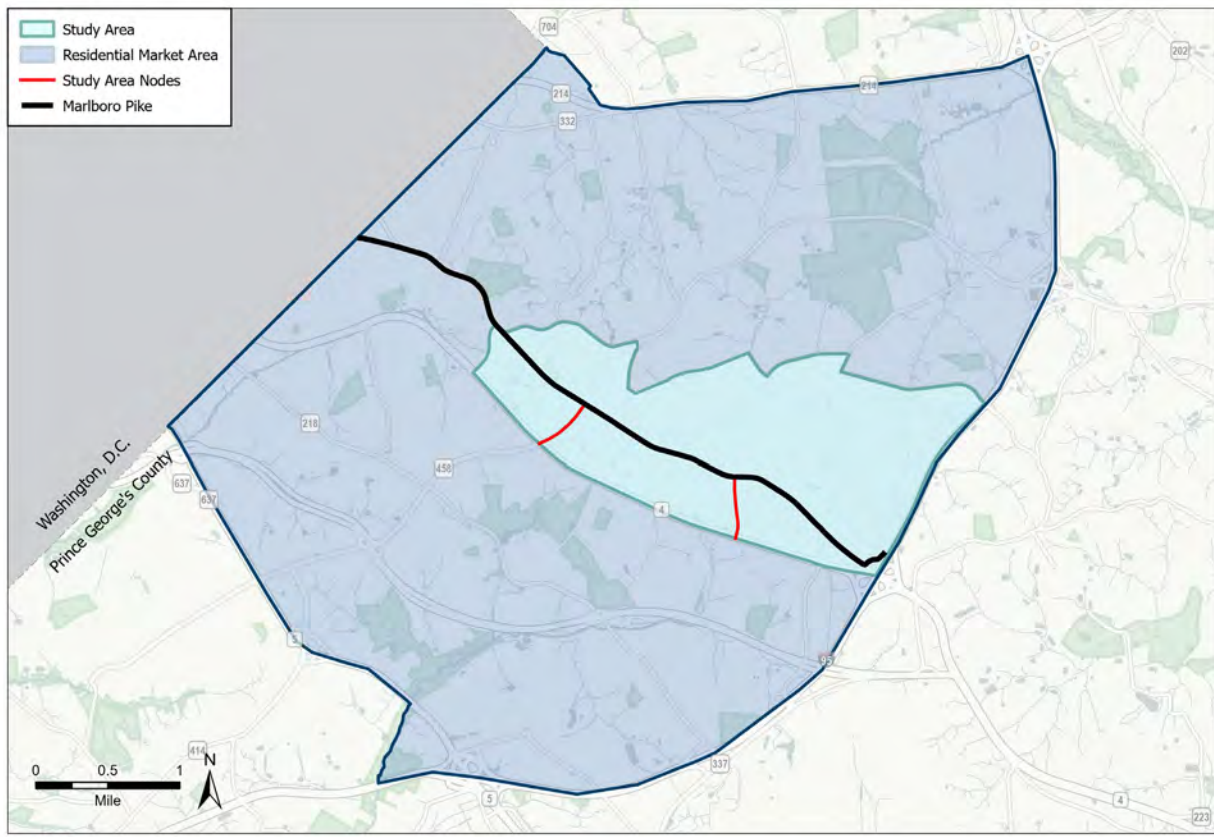 Study Area
Residential Market Area
Study Area Nodes
Marlboro Pike
704
202
214
214
332
218
458
4
Washington, D.C.
Prince George's County
637
637
5
95
414
337
5
4
223
0 0.5 1
Mile
N